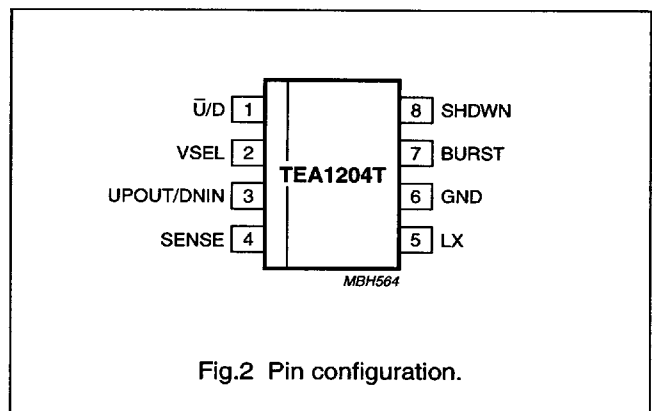 Ū/D 1
VSEL 2
UPOUT/DNIN 3
SENSE 4
TEA1204T
8 SHDWN
7 BURST
6 GND
5 LX
MBH564
Fig.2 Pin configuration.